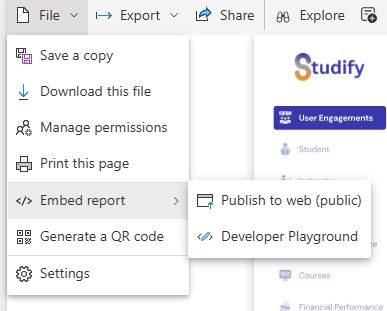 File
Export
Share
Explore
Save a copy
Download this file
Manage permissions
Print this page
Embed report
Generate a QR code
Settings
Publish to web (public)
Developer Playground
Studify
User Engagements
Student
Courses
Financial Performance